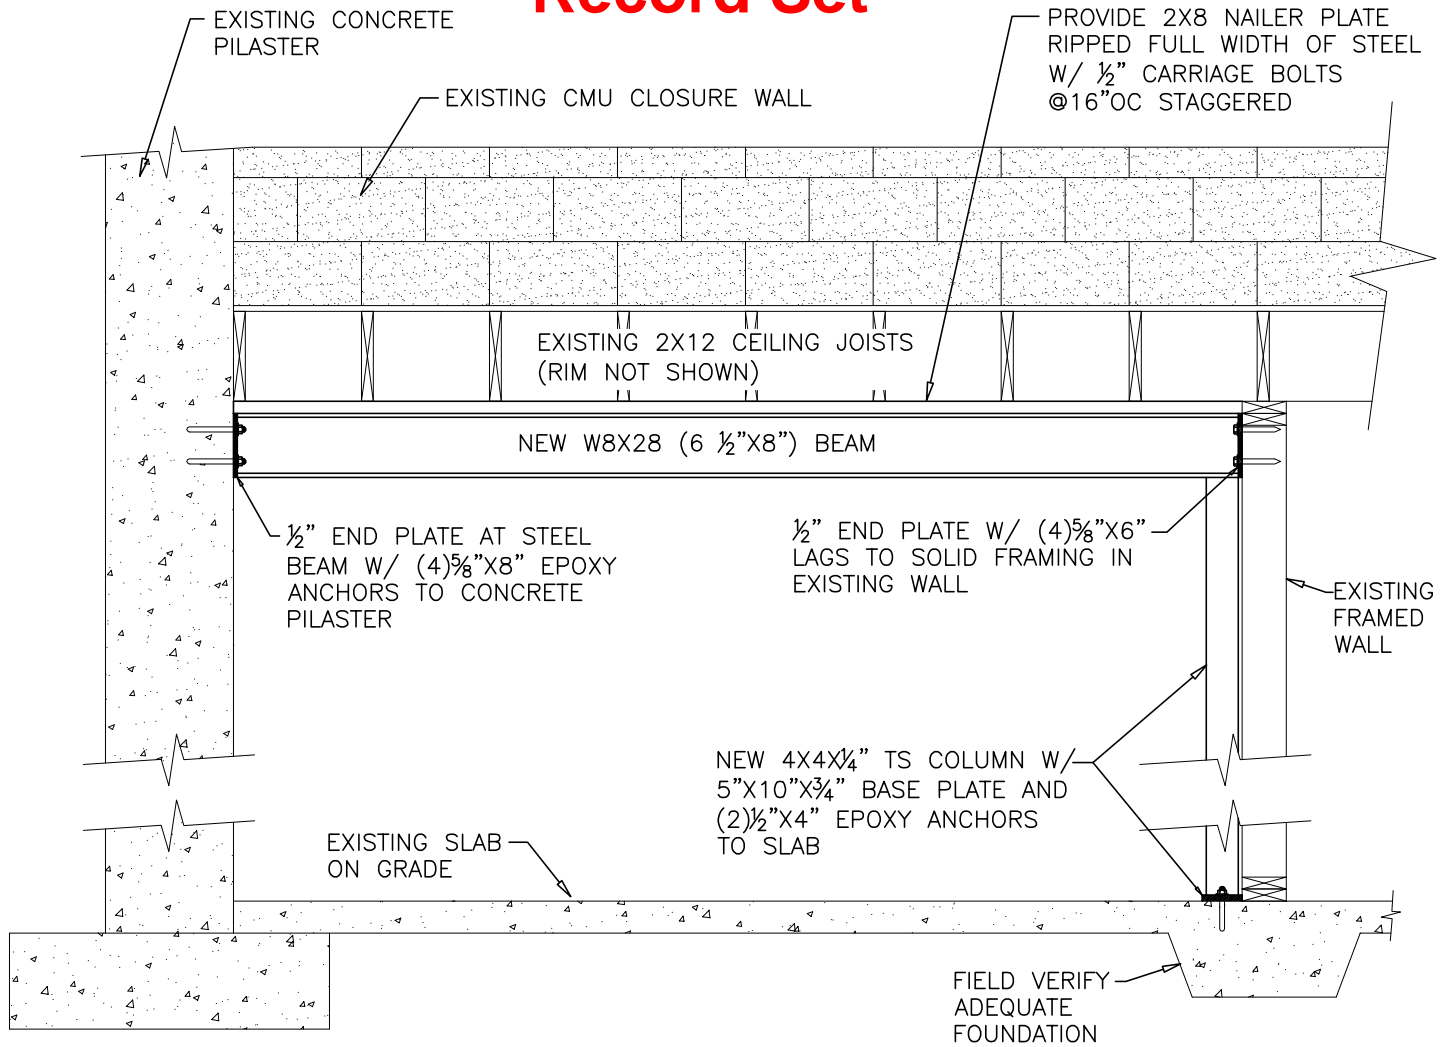 Record Set
EXISTING CONCRETE
PILASTER
EXISTING CMU CLOSURE WALL
PROVIDE 2X8 NAILER PLATE
RIPPED FULL WIDTH OF STEEL
W/ ½” CARRIAGE BOLTS
@16”OC STAGGERED
EXISTING 2X12 CEILING JOISTS
(RIM NOT SHOWN)
NEW W8X28 (6 ½”X8”) BEAM
½” END PLATE AT STEEL
BEAM W/ (4)⅝”X8” EPOXY
ANCHORS TO CONCRETE
PILASTER
½” END PLATE W/ (4)⅝”X6”
LAGS TO SOLID FRAMING IN
EXISTING WALL
EXISTING
FRAMED
WALL
NEW 4X4X¼” TS COLUMN W/
5”X10”X¾” BASE PLATE AND
(2)½”X4” EPOXY ANCHORS
TO SLAB
EXISTING SLAB
ON GRADE
FIELD VERIFY
ADEQUATE
FOUNDATION